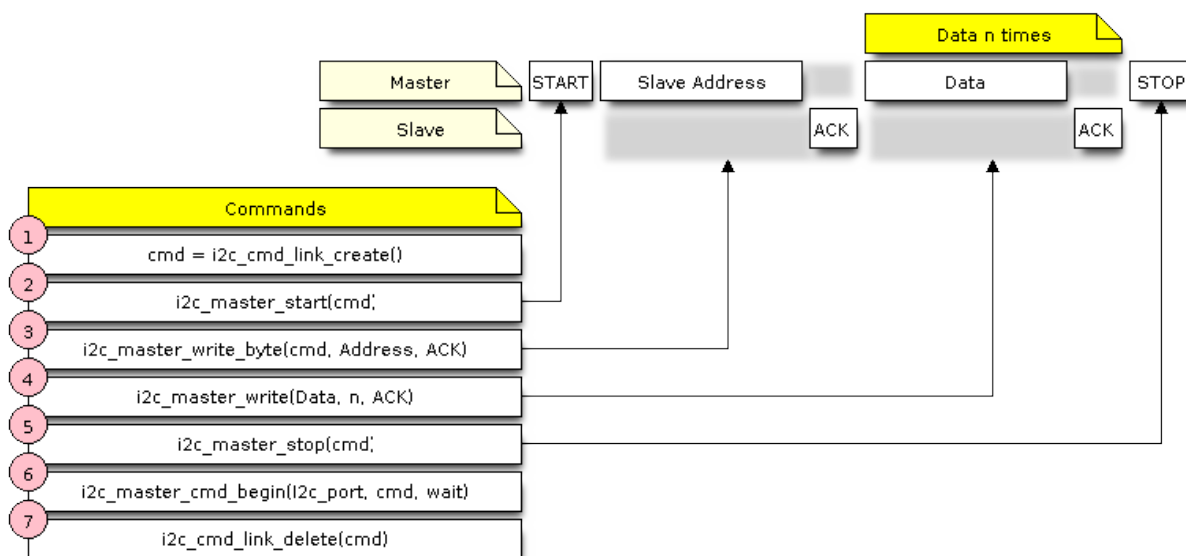 Data n times
Master START Slave Address Data STOP
Slave ACK ACK
Commands
1
cmd = i2c_cmd_link_create()
2
i2c_master_start(cmd;
3
i2c_master_write_byte(cmd, Address, ACK)
4
i2c_master_write(Data, n, ACK)
5
i2c_master_stop(cmd;
6
i2c_master_cmd_begin(I2c_port, cmd, wait)
7
i2c_cmd_link_delete(cmd)